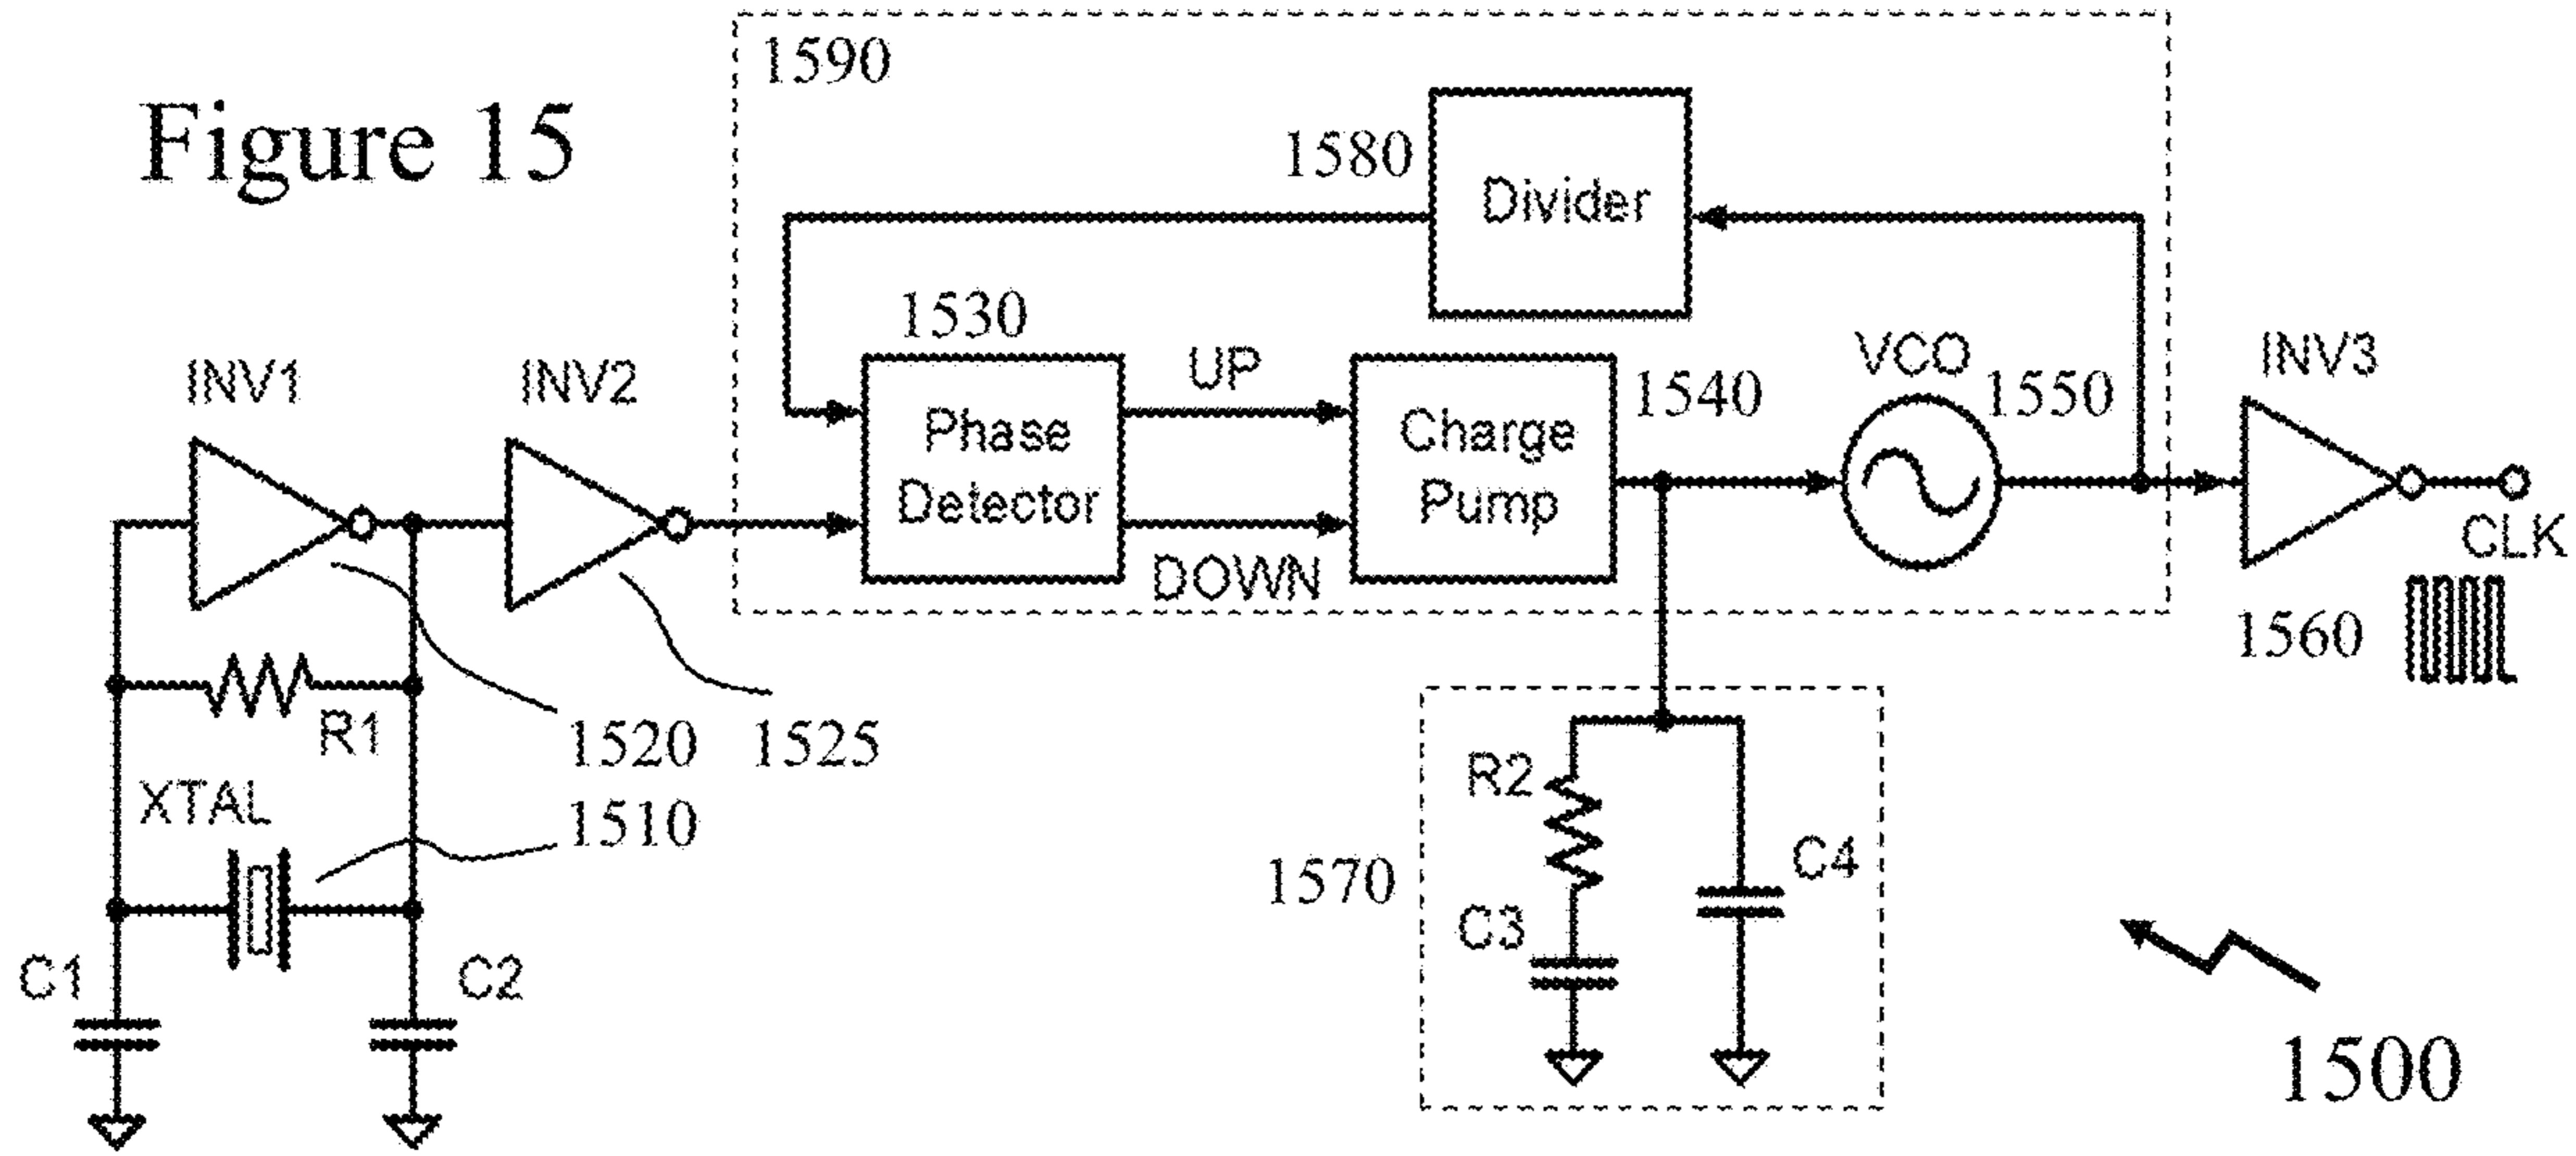 Figure 15
1590
1580
Divider
1530
INV1
INV2
UP
Phase
Detector
DOWN
Charge
Pump
1540
VCO
1550
INV3
CLK
1560
R1
1520
1525
XTAL
1510
C1
C2
R2
C3
C4
1570
1500